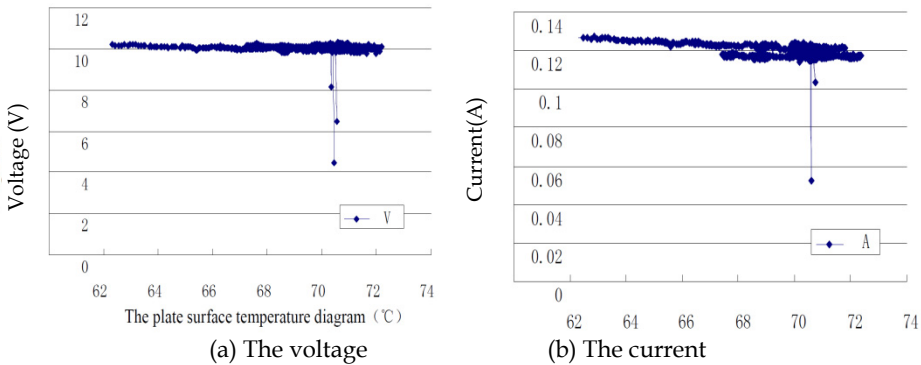 12
10
8
6
4
2
0
Voltage (V)
V
62 64 66 68 70 72 74
The plate surface temperature diagram（℃）
(a) The voltage
0.14
0.12
0.1
0.08
0.06
0.04
0.02
0
Current(A)
A
62 64 66 68 70 72 74
(b) The current